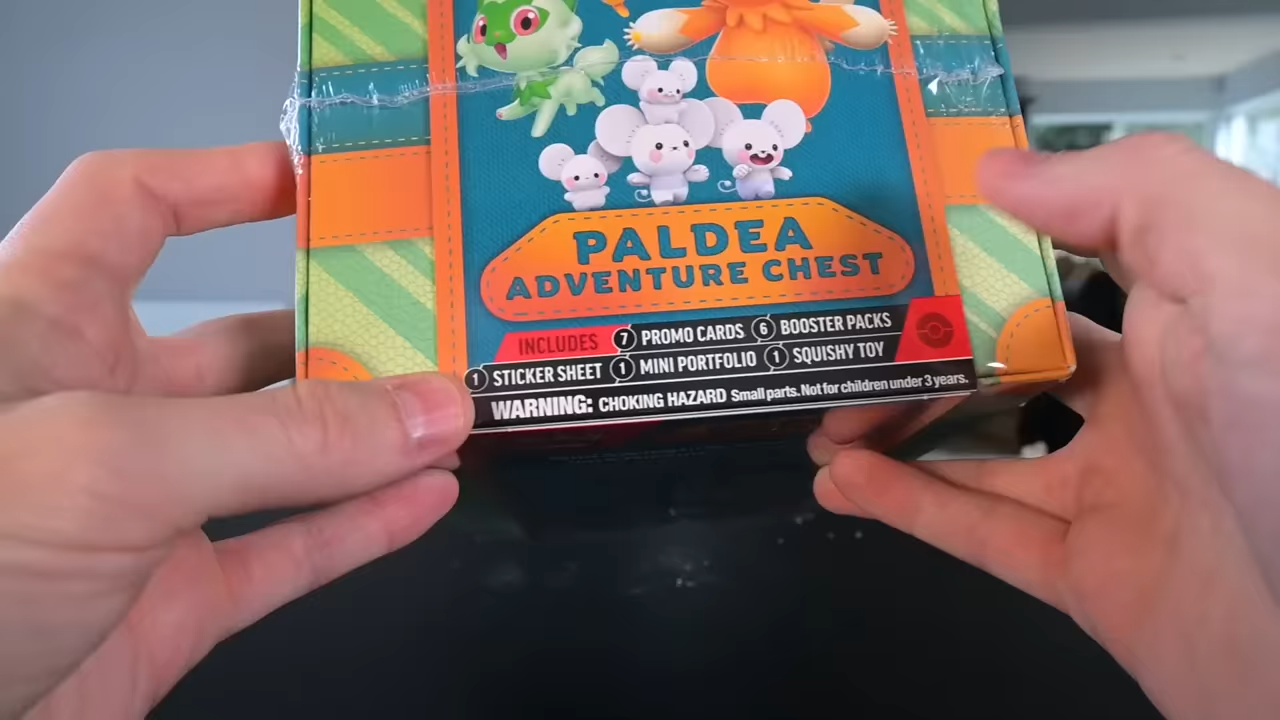 PALDEA
ADVENTURE CHEST
INCLUDES 7 PROMO CARDS 6 BOOSTER PACKS
1 STICKER SHEET 1 MINI PORTFOLIO 1 SQUISHY TOY
WARNING: CHOKING HAZARD Small parts. Not for children under 3 years.